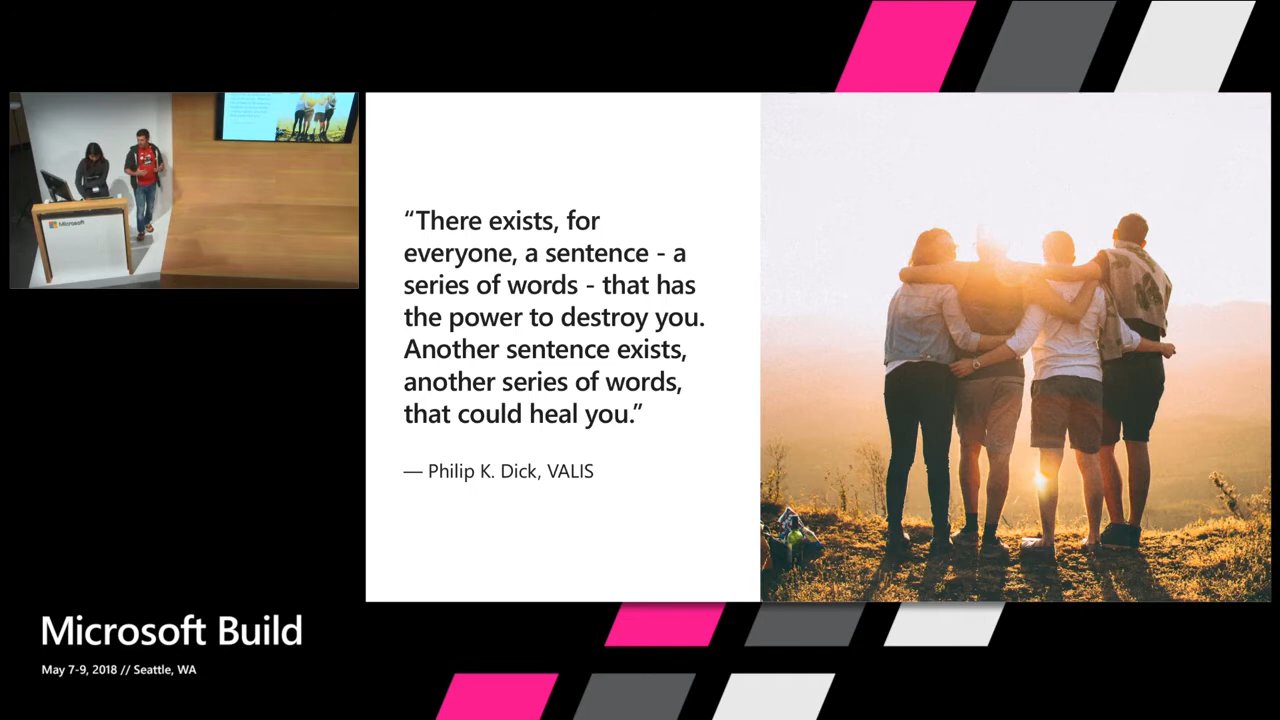 Microsoft
“There exists, for
everyone, a sentence - a
series of words - that has
the power to destroy you.
Another sentence exists,
another series of words,
that could heal you.”
— Philip K. Dick, VALIS
Microsoft Build
May 7-9, 2018 // Seattle, WA